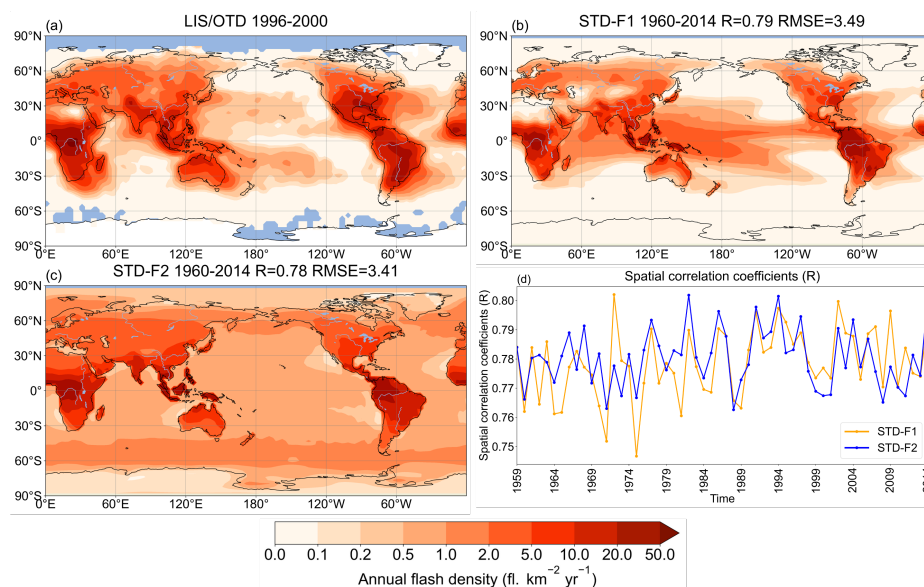 (a) LIS/OTD 1996-2000
90°N
60°N
30°N
0°
30°S
60°S
90°S
0°E 60°E 120°E 180° 120°W 60°W
(b) STD-F1 1960-2014 R=0.79 RMSE=3.49
90°N
60°N
30°N
0°
30°S
60°S
90°S
0°E 60°E 120°E 180° 120°W 60°W
(c) STD-F2 1960-2014 R=0.78 RMSE=3.41
90°N
60°N
30°N
0°
30°S
60°S
90°S
0°E 60°E 120°E 180° 120°W 60°W
(d) Spatial correlation coefficients (R)
Spatial correlation coefficients (R)
0.80
0.79
0.78
0.77
0.76
0.75
STD-F1
STD-F2
1959 1964 1969 1974 1979 1984 1989 1994 1999 2004 2009
Time
0.0 0.1 0.2 0.5 1.0 2.0 5.0 10.0 20.0 50.0
Annual flash density (fl. km⁻² yr⁻¹)